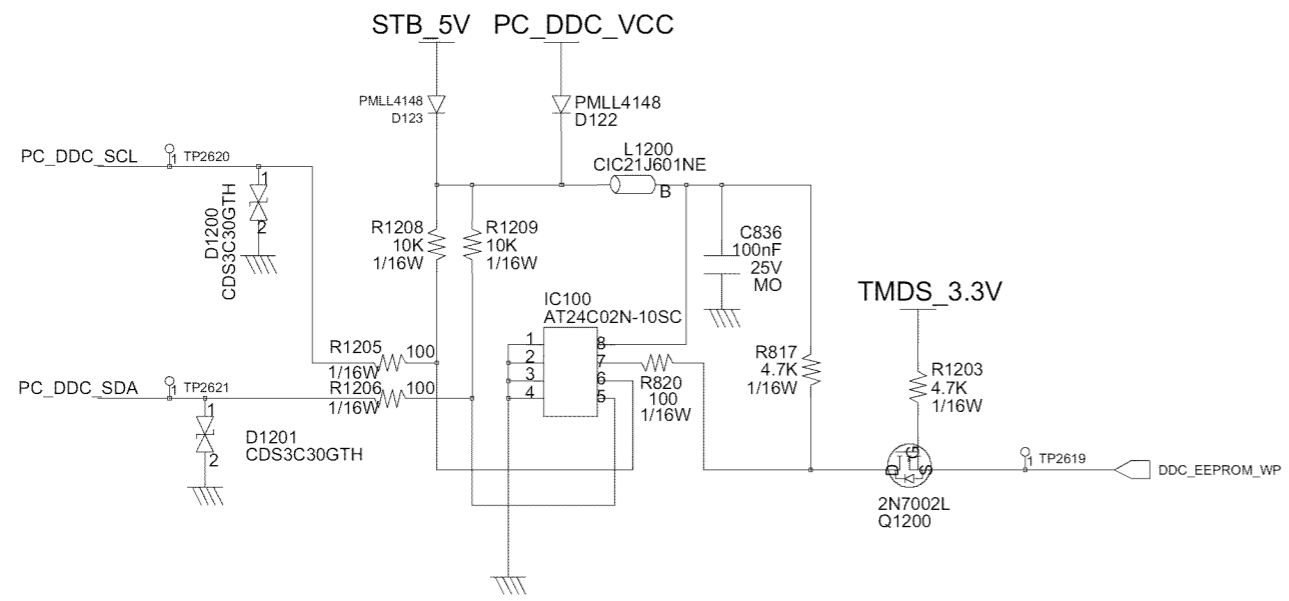 STB_5V PC_DDC_VCC
PMLL4148
D123
PMLL4148
D122
L1200
CIC21J601NE
B
PC_DDC_SCL
1 TP2620
1
2
D1200
CDS3C30GTH
R1208
10K
1/16W
R1209
10K
1/16W
C836
100nF
25V
MO
TMDS_3.3V
IC100
AT24C02N-10SC
1 8
2 7
3 6
4 5
R1205 100
1/16W
R1206 100
1/16W
PC_DDC_SDA
1 TP2621
1
2
D1201
CDS3C30GTH
R820
100
1/16W
R817
4.7K
1/16W
R1203
4.7K
1/16W
D G S
2N7002L
Q1200
1 TP2619
DDC_EEPROM_WP